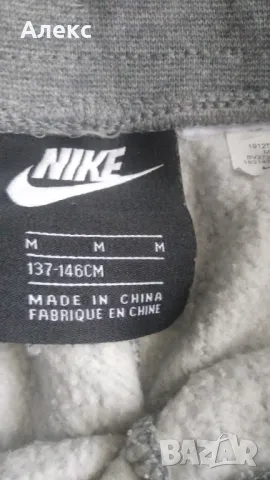 Алекс
NIKE
M M M
137-146CM
MADE IN CHINA
FABRIQUE EN CHINE
BAZAR